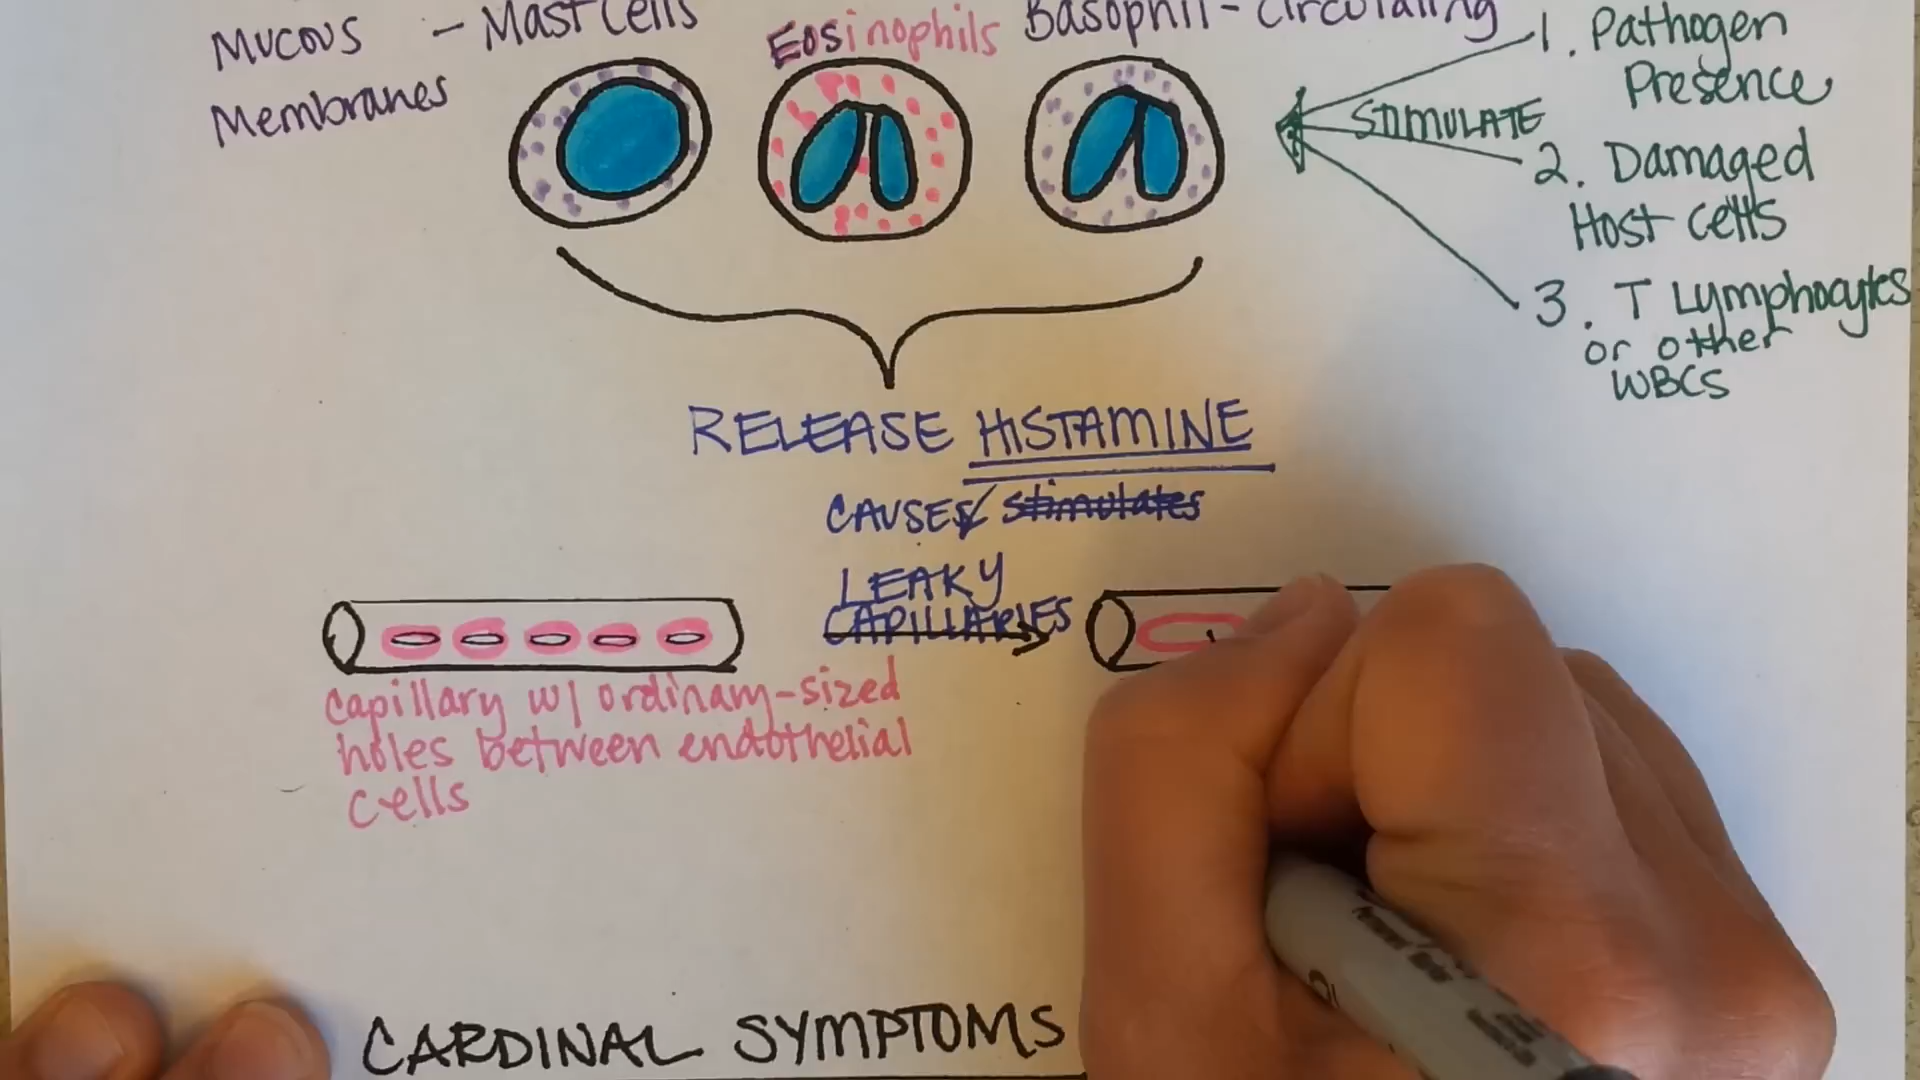 Mucous - Mast Cells Eosinophils Basophil - Circulating
Membranes
1. Pathogen
Presence
STIMULATE
2. Damaged
Host Cells
3. T Lymphocytes
or other
WBCS
RELEASE HISTAMINE
CAUSES stimulates
LEAKY
CAPILLARIES
capillary w/ ordinary-sized
holes between endothelial
cells
CARDINAL SYMPTOMS